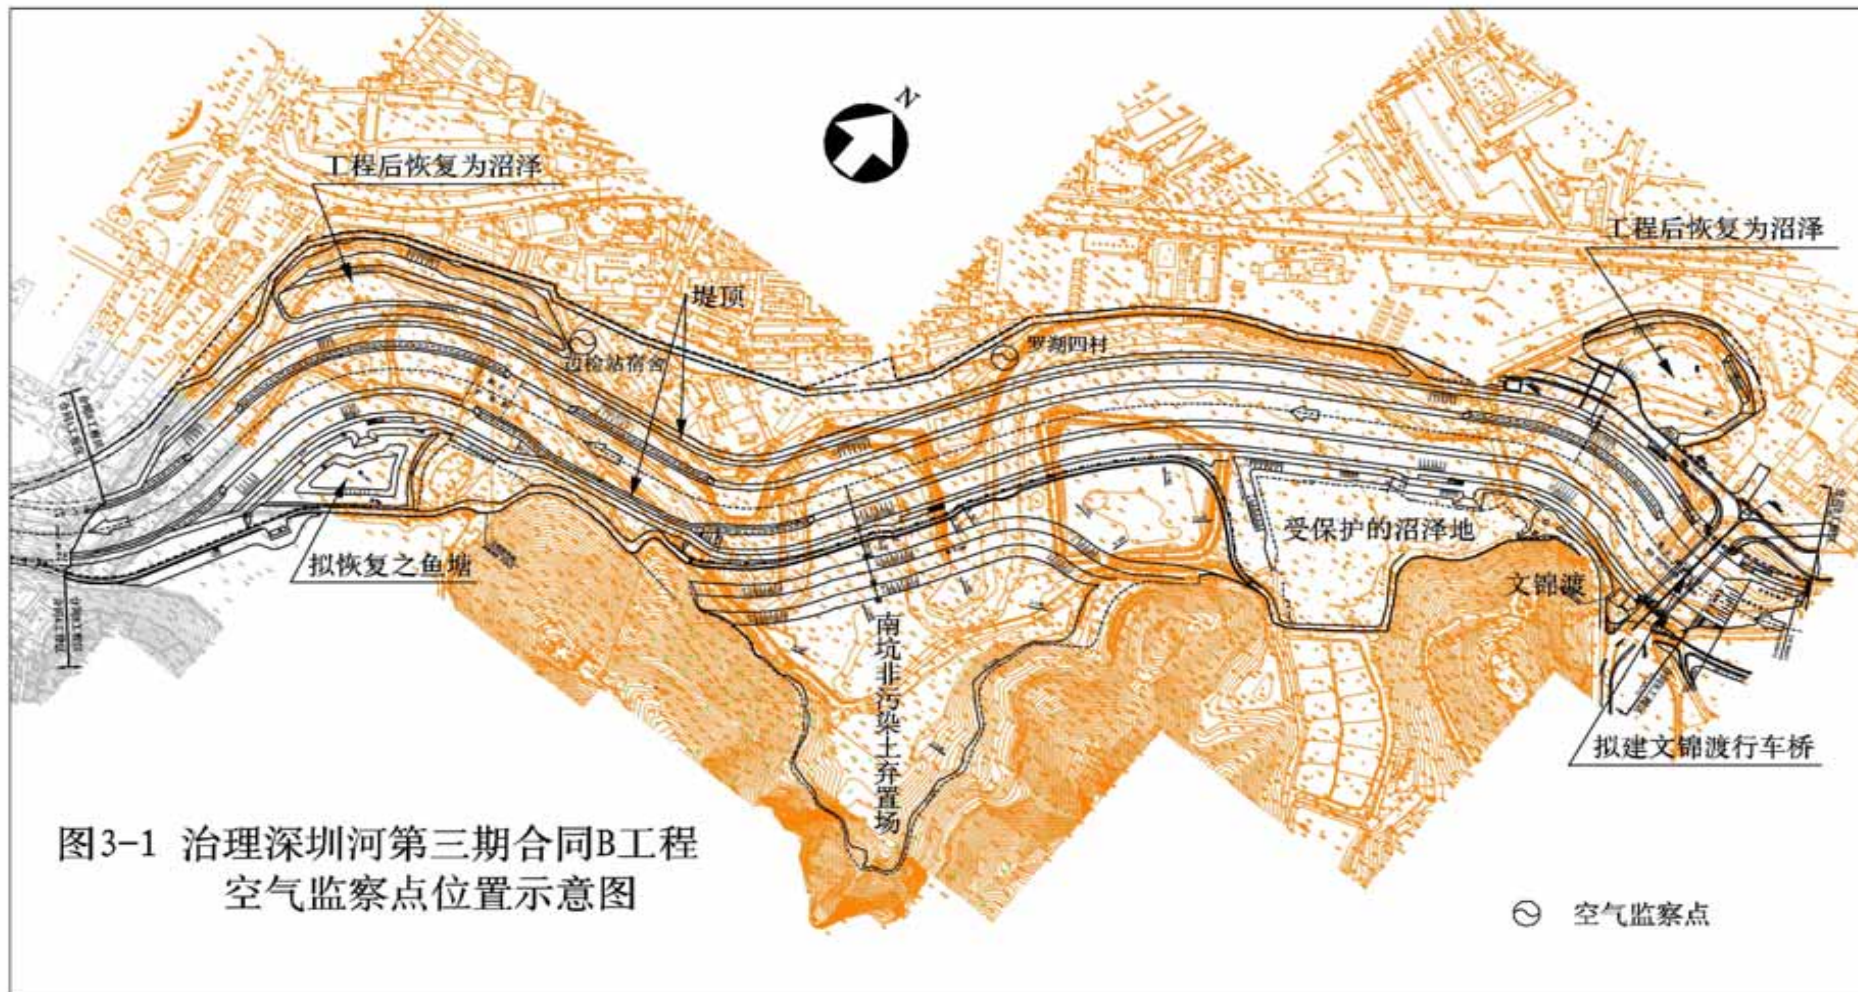 N
工程后恢复为沼泽
工程后恢复为沼泽
堤顶
罗湖四村
边检站宿舍
受保护的沼泽地
拟恢复之鱼塘
文锦渡
南坑非污染土弃置场
拟建文锦渡行车桥
图3-1 治理深圳河第三期合同B工程
空气监察点位置示意图
空气监察点